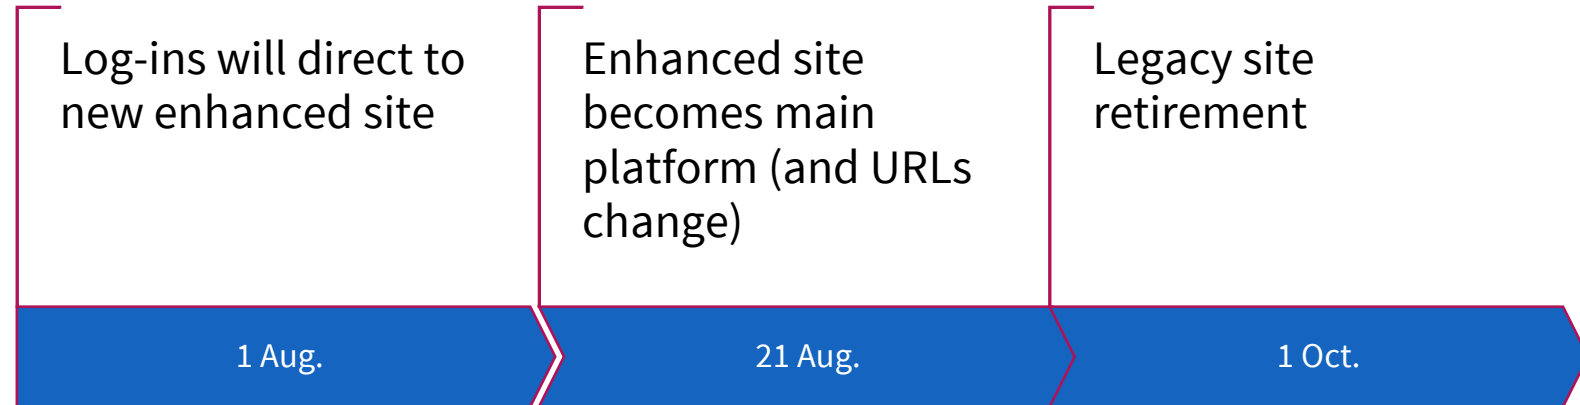 Log-ins will direct to
new enhanced site
Enhanced site
becomes main
platform (and URLs
change)
Legacy site
retirement
1 Aug.
21 Aug.
1 Oct.